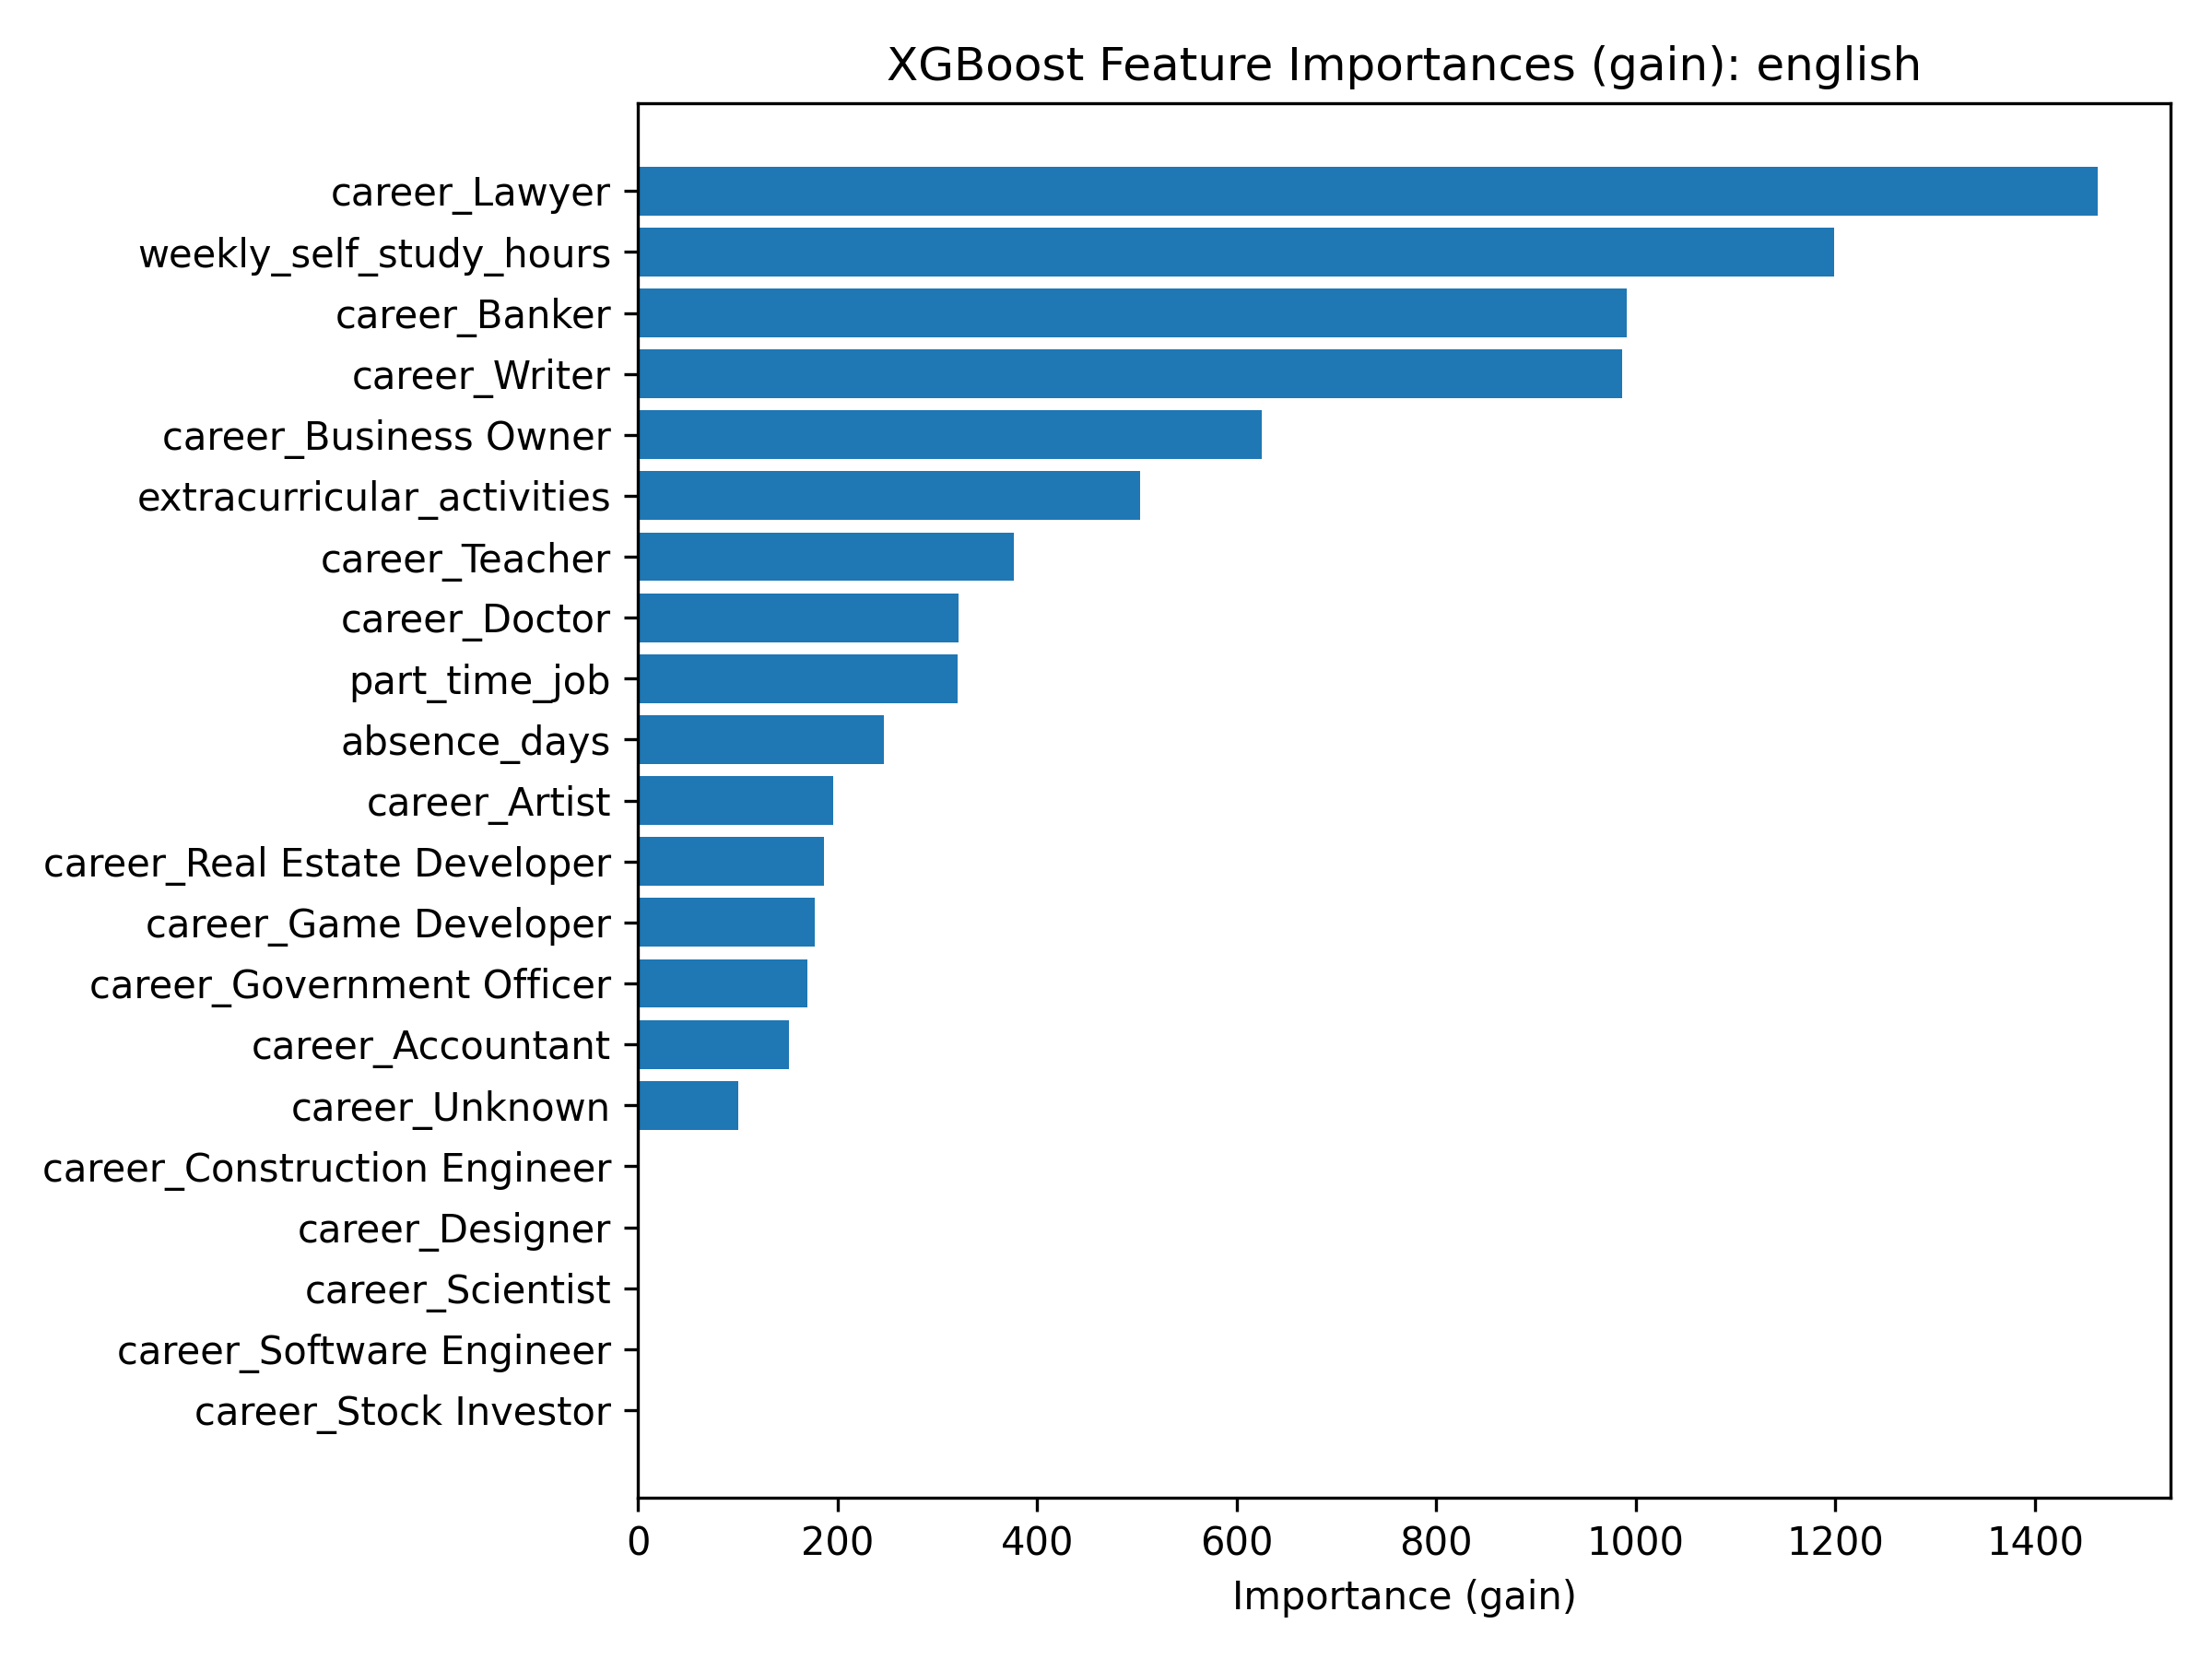 XGBoost Feature Importances (gain): english
career_Lawyer
weekly_self_study_hours
career_Banker
career_Writer
career_Business Owner
extracurricular_activities
career_Teacher
career_Doctor
part_time_job
absence_days
career_Artist
career_Real Estate Developer
career_Game Developer
career_Government Officer
career_Accountant
career_Unknown
career_Construction Engineer
career_Designer
career_Scientist
career_Software Engineer
career_Stock Investor
0 200 400 600 800 1000 1200 1400
Importance (gain)